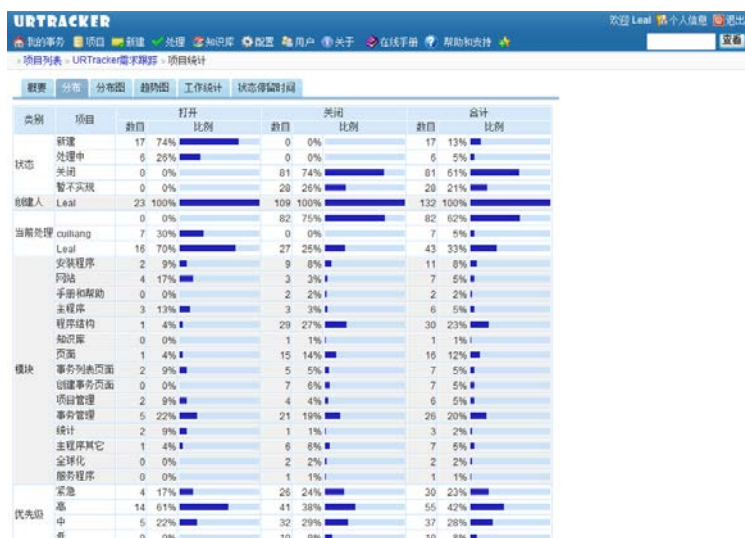 URTRACKER
欢迎 Leal 个人信息 退出
我的事务 项目 新建 处理 知识库 配置 用户 关于 在线手册 帮助和支持 查看
项目列表 » URTracker需求跟踪 » 项目统计
概要 分布 分布图 趋势图 工作统计 状态停留时间
类别 项目 打开 关闭 合计
数目 比例 数目 比例 数目 比例
状态 新建 17 74% 0 0% 17 13%
处理中 6 26% 0 0% 6 5%
关闭 0 0% 81 74% 81 61%
暂不实现 0 0% 28 26% 28 21%
创建人 Leal 23 100% 109 100% 132 100%
0 0% 82 75% 82 62%
当前处理 cuiliang 7 30% 0 0% 7 5%
Leal 16 70% 27 25% 43 33%
模块 安装程序 2 9% 9 8% 11 8%
网站 4 17% 3 3% 7 5%
手册和帮助 0 0% 2 2% 2 2%
主程序 3 13% 3 3% 6 5%
程序结构 1 4% 29 27% 30 23%
知识库 0 0% 1 1% 1 1%
页面 1 4% 15 14% 16 12%
事务列表页面 2 9% 5 5% 7 5%
创建事务页面 0 0% 7 6% 7 5%
项目管理 2 9% 4 4% 6 5%
事务管理 5 22% 21 19% 26 20%
统计 2 9% 1 1% 3 2%
主程序其它 1 4% 6 6% 7 5%
全球化 0 0% 2 2% 2 2%
服务程序 0 0% 1 1% 1 1%
优先级 紧急 4 17% 26 24% 30 23%
高 14 61% 41 38% 55 42%
中 5 22% 32 29% 37 28%
低 0 0% 10 9% 10 8%